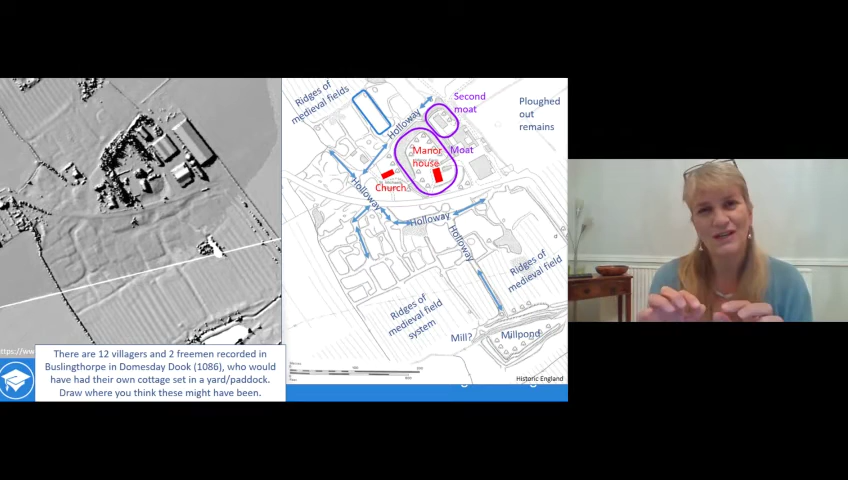 Ridges of
medieval fields
Holloway
Second
moat
Ploughed
out
remains
Manor
house
Moat
Church
Holloway
Holloway
Holloway
Ridges of
medieval field
Ridges of
medieval field
system
Mill?
Millpond
Historic England
https://ww
There are 12 villagers and 2 freemen recorded in
Buslingthorpe in Domesday Dook (1086), who would
have had their own cottage set in a yard/paddock.
Draw where you think these might have been.